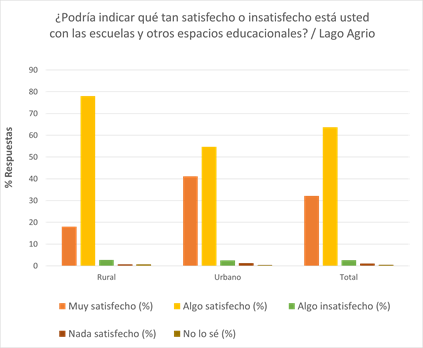 ¿Podría indicar qué tan satisfecho o insatisfecho está usted
con las escuelas y otros espacios educacionales? / Lago Agrio
% Respuestas
90
80
70
60
50
40
30
20
10
0
Rural Urbano Total
Muy satisfecho (%) Algo satisfecho (%) Algo insatisfecho (%)
Nada satisfecho (%) No lo sé (%)